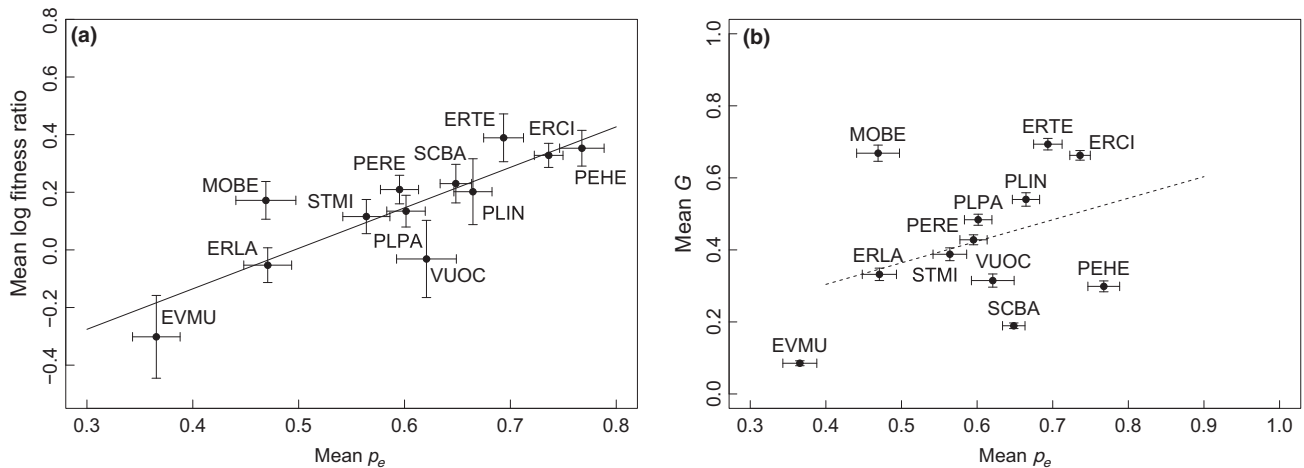 (a)
Mean log fitness ratio
0.8
0.6
0.4
0.2
0.0
−0.2
−0.4
ERTE
ERCI
SCBA
PERE
PEHE
MOBE
STMI
PLIN
PLPA
ERLA
VUOC
EVMU
0.3 0.4 0.5 0.6 0.7 0.8
Mean pe
(b)
Mean G
1.0
0.8
0.6
0.4
0.2
0.0
MOBE
ERTE
ERCI
PLIN
PLPA
PERE
ERLA
STMI
VUOC
PEHE
SCBA
EVMU
0.3 0.4 0.5 0.6 0.7 0.8 0.9 1.0
Mean pe